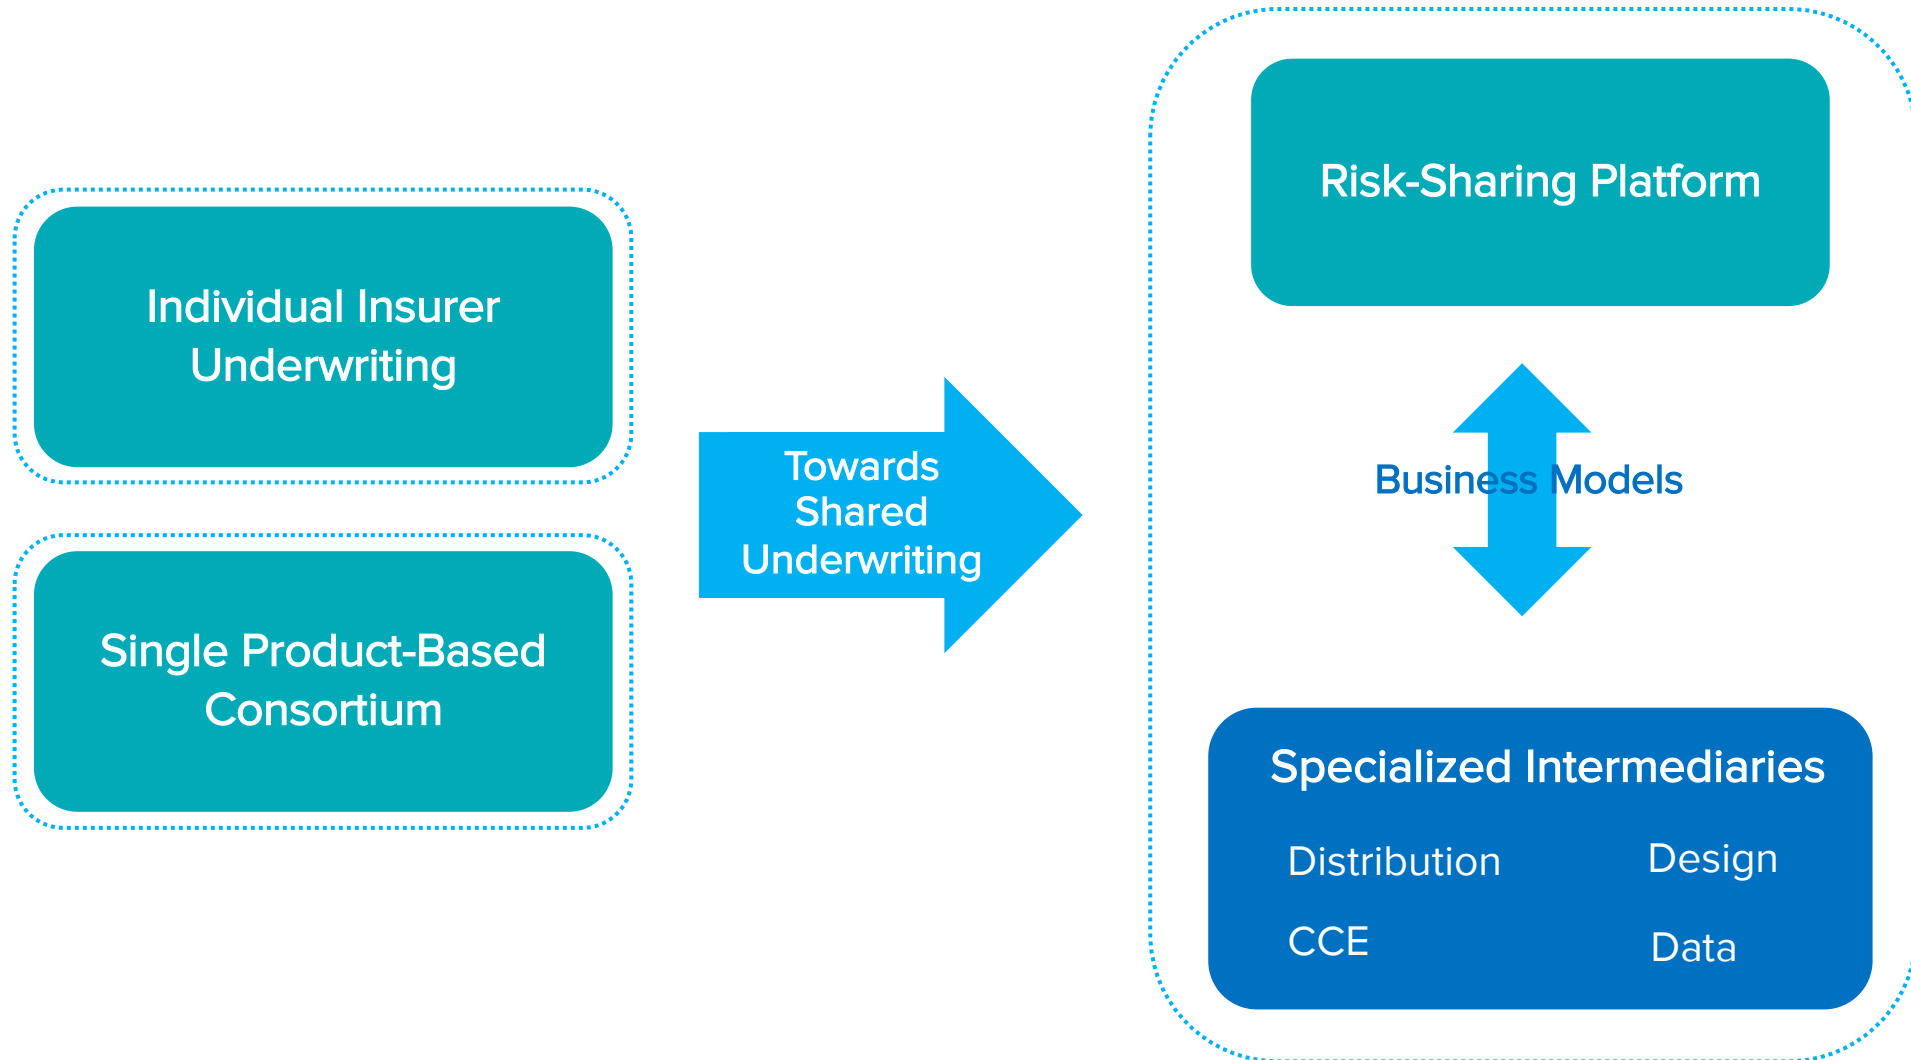 Individual Insurer
Underwriting
Single Product-Based
Consortium
Towards
Shared
Underwriting
Risk-Sharing Platform
Business Models
Specialized Intermediaries
Distribution
Design
CCE
Data